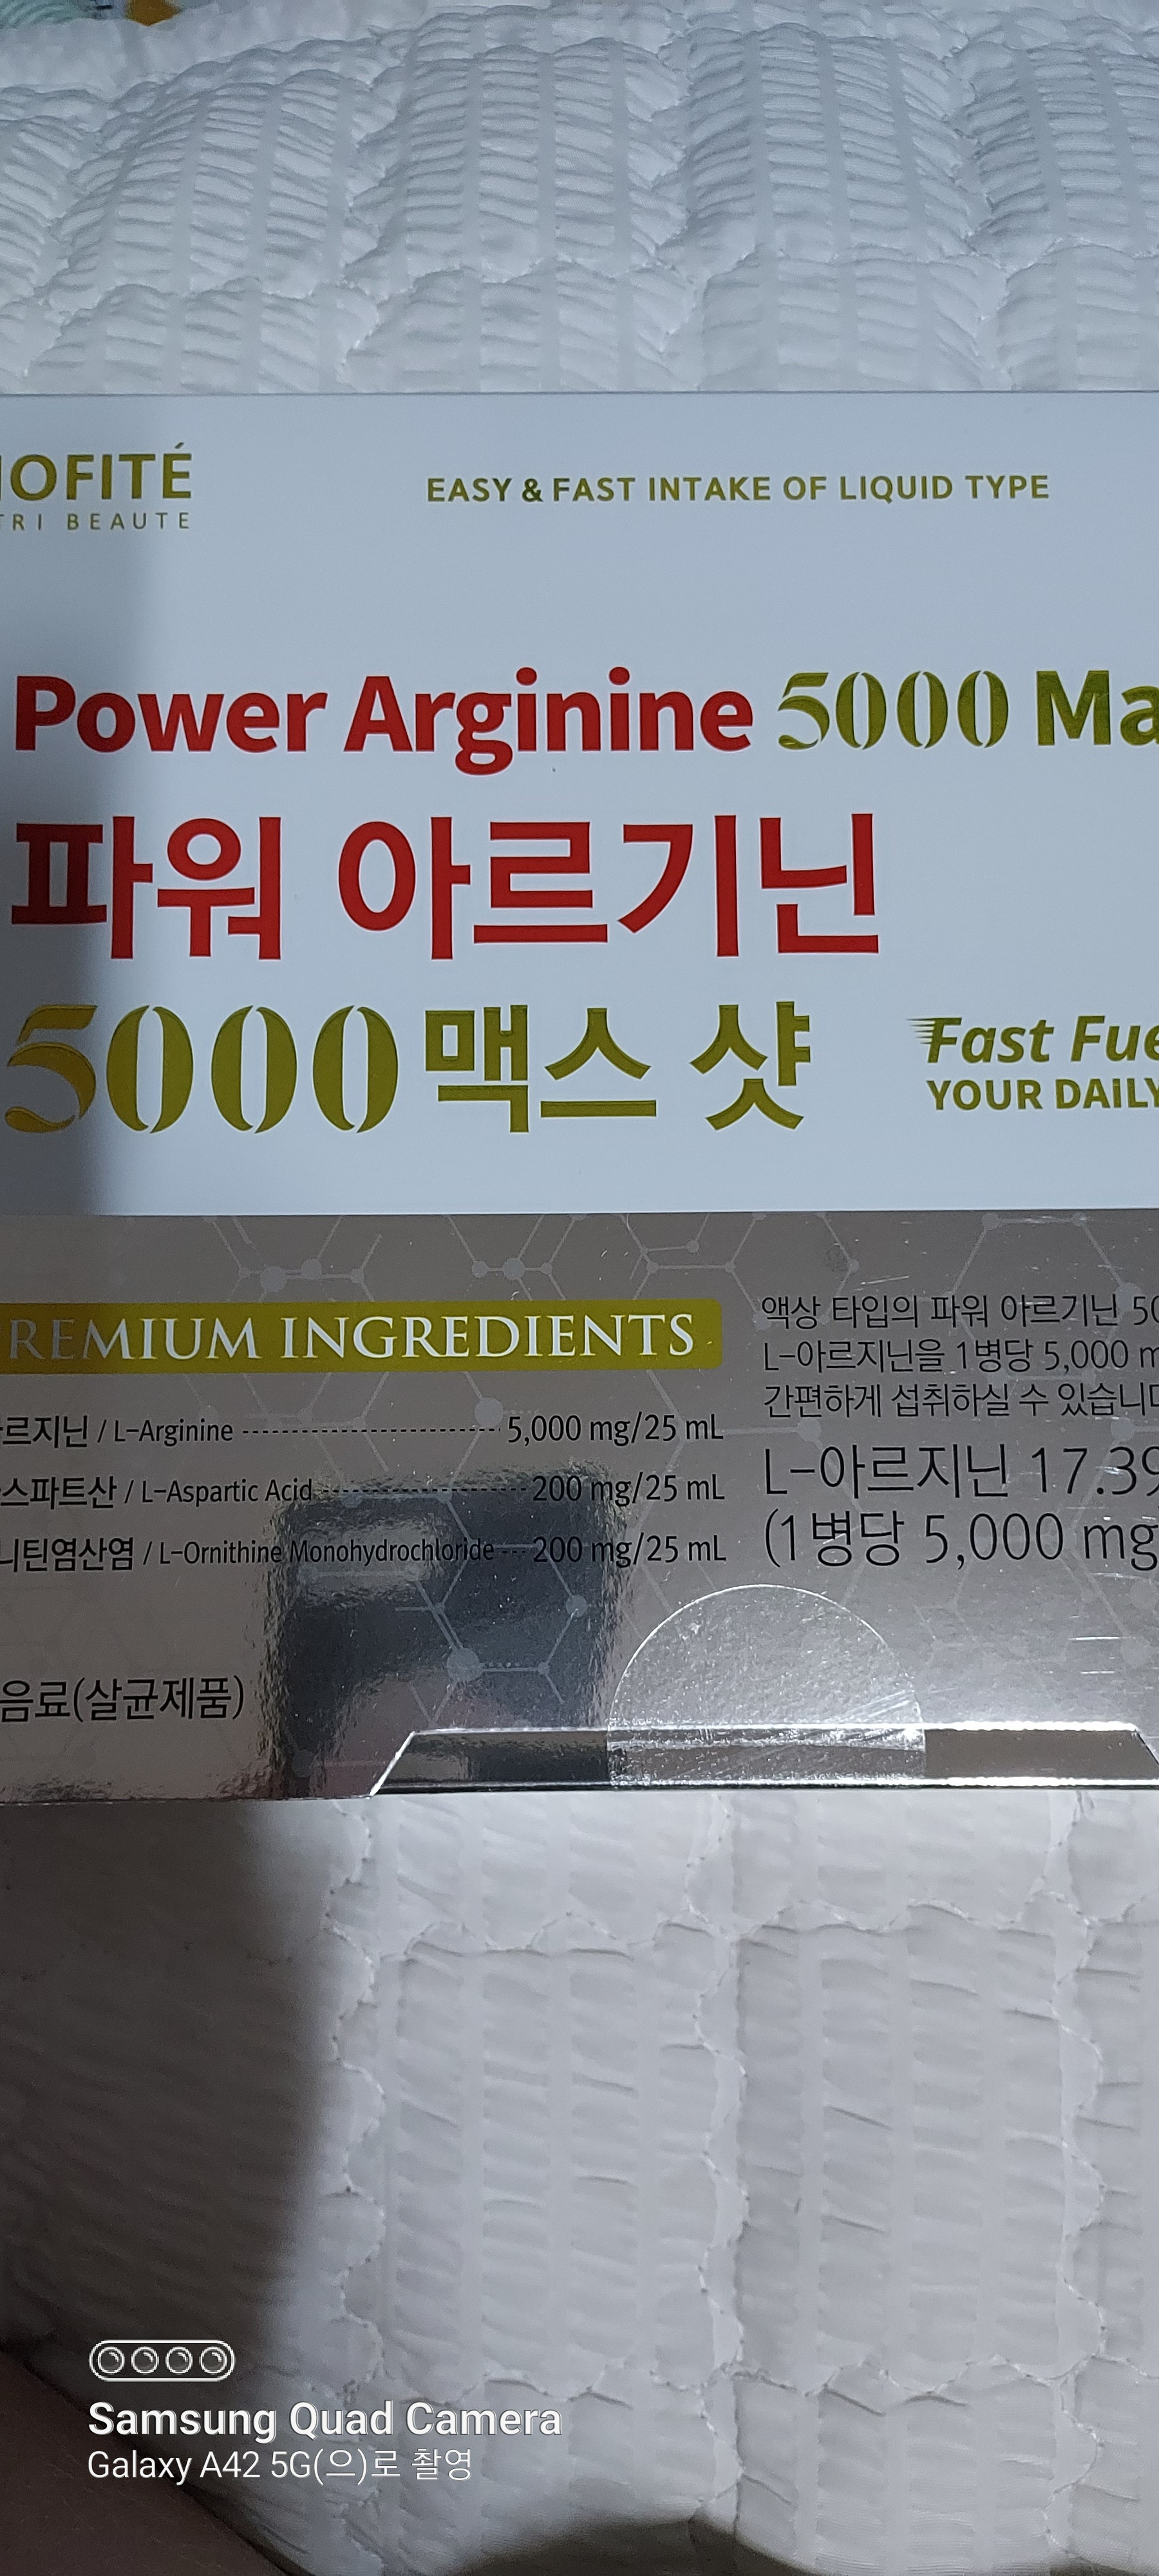 IOFITÉ
TRI BEAUTE
EASY & FAST INTAKE OF LIQUID TYPE
Power Arginine 5000 Ma
파워 아르기닌
5000 맥스 샷
Fast Fue
YOUR DAILY
REMIUM INGREDIENTS
르지닌 / L-Arginine 5,000 mg/25 mL
스파트산 / L-Aspartic Acid 200 mg/25 mL
니틴염산염 / L-Ornithine Monohydrochloride 200 mg/25 mL
음료(살균제품)
액상 타입의 파워 아르기닌 50
L-아르지닌을 1병당 5,000 m
간편하게 섭취하실 수 있습니다
L-아르지닌 17.39
(1병당 5,000 mg
Samsung Quad Camera
Galaxy A42 5G(으)로 촬영